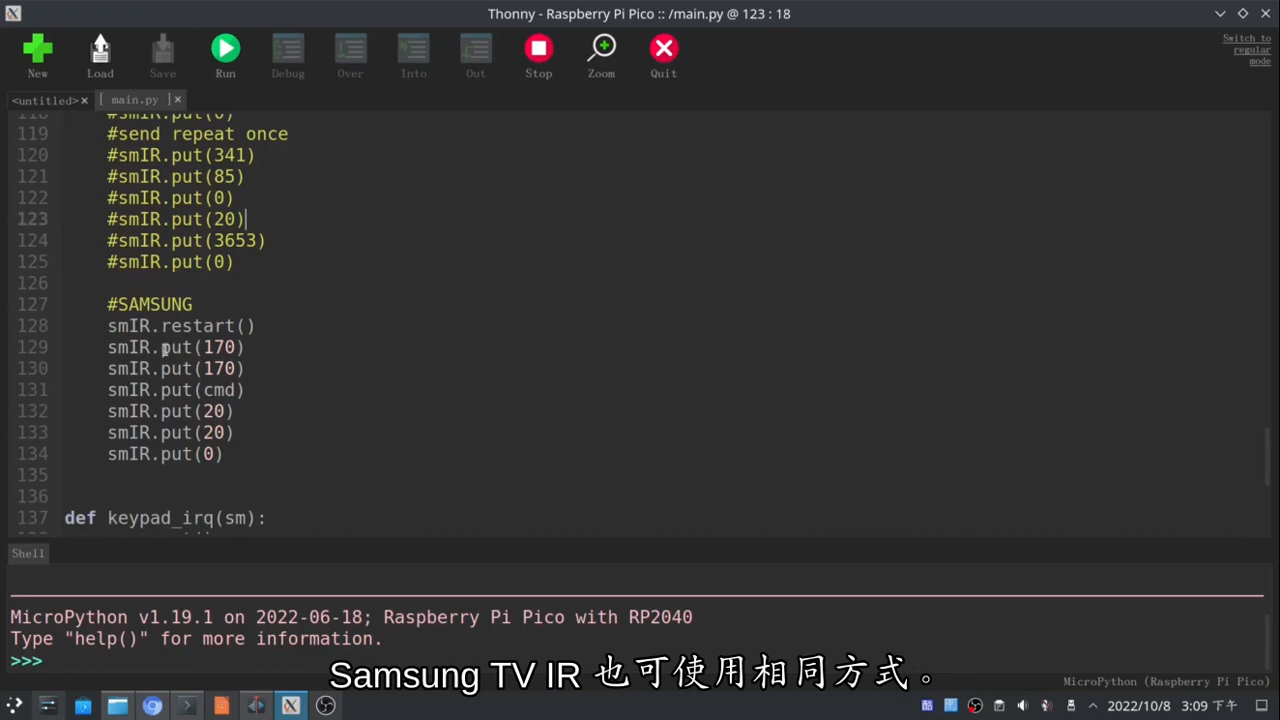 Thonny - Raspberry Pi Pico :: /main.py @ 123 : 18
New Load Save Run Debug Over Into Out Stop Zoom Quit
Switch to
regular
mode
<untitled> × [ main.py ] ×
118 #smIR.put(0)
119 #send repeat once
120 #smIR.put(341)
121 #smIR.put(85)
122 #smIR.put(0)
123 #smIR.put(20)
124 #smIR.put(3653)
125 #smIR.put(0)
126
127 #SAMSUNG
128 smIR.restart()
129 smIR.put(170)
130 smIR.put(170)
131 smIR.put(cmd)
132 smIR.put(20)
133 smIR.put(20)
134 smIR.put(0)
135
136
137 def keypad_irq(sm):
Shell
MicroPython v1.19.1 on 2022-06-18; Raspberry Pi Pico with RP2040
Type "help()" for more information.
>>>
Samsung TV IR 也可使用相同方式。
MicroPython (Raspberry Pi Pico)
2022/10/8 3:09 下午